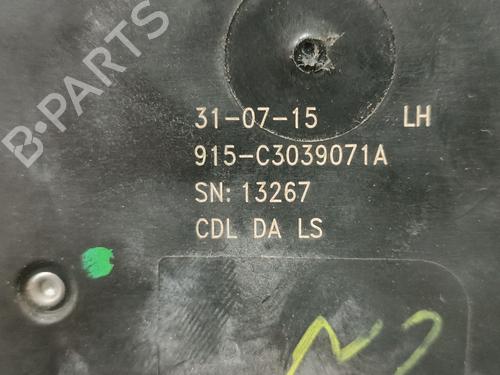 B-PARTS
31-07-15 LH
915-C3039071A
SN: 13267
CDL DA LS